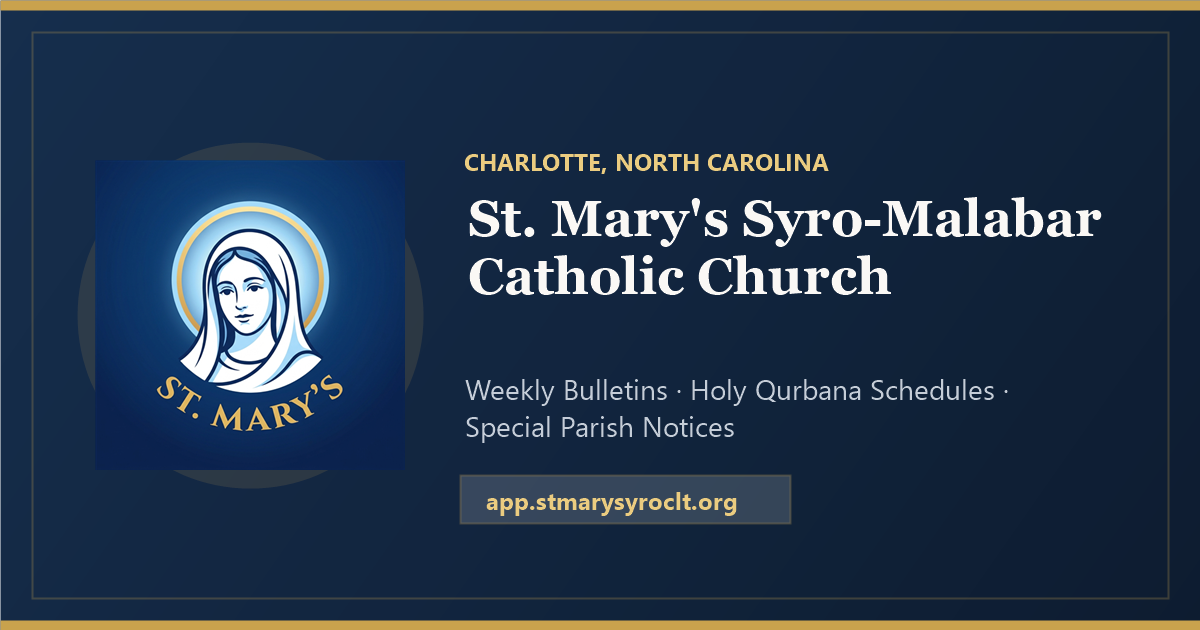 ST. MARY'S
CHARLOTTE, NORTH CAROLINA
St. Mary's Syro-Malabar
Catholic Church
Weekly Bulletins · Holy Qurbana Schedules ·
Special Parish Notices
app.stmarysyroclt.org